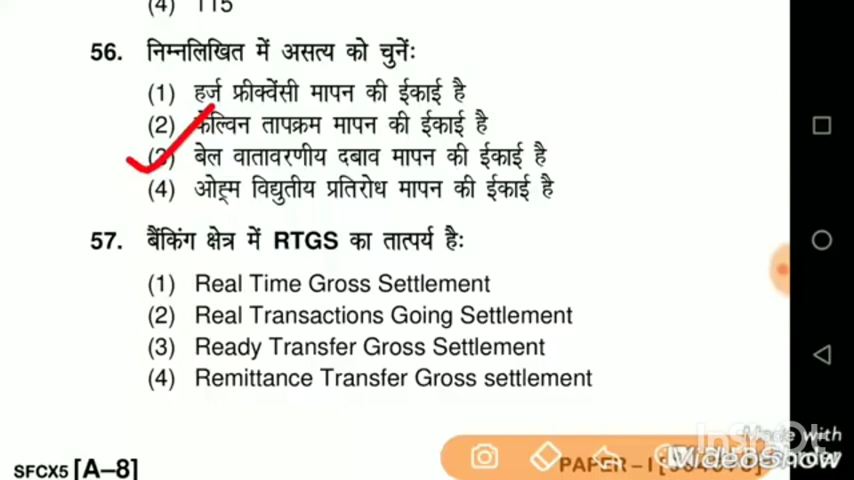 (4) 115
56. निम्नलिखित में असत्य को चुनें:
(1) हर्ज फ्रीक्वेंसी मापन की ईकाई है
(2) केल्विन तापक्रम मापन की ईकाई है
(3) बेल वातावरणीय दबाव मापन की ईकाई है
(4) ओह्म विद्युतीय प्रतिरोध मापन की ईकाई है
57. बैंकिंग क्षेत्र में RTGS का तात्पर्य है:
(1) Real Time Gross Settlement
(2) Real Transactions Going Settlement
(3) Ready Transfer Gross Settlement
(4) Remittance Transfer Gross settlement
Made with
InShOt
SFCX5 [A–8]
PAPER – I
VideoShow